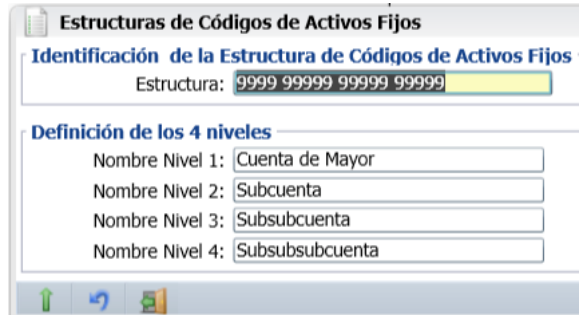 Estructuras de Códigos de Activos Fijos
Identificación de la Estructura de Códigos de Activos Fijos
Estructura: 9999 99999 99999 99999
Definición de los 4 niveles
Nombre Nivel 1: Cuenta de Mayor
Nombre Nivel 2: Subcuenta
Nombre Nivel 3: Subsubcuenta
Nombre Nivel 4: Subsubsubcuenta